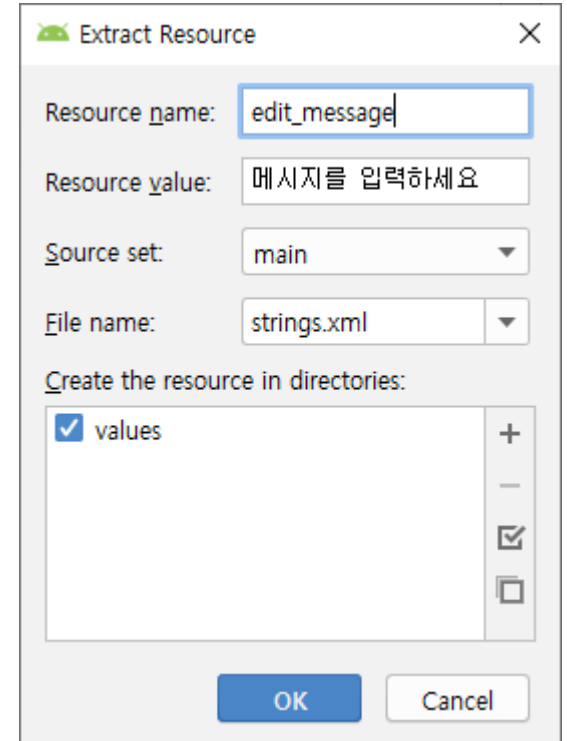 Extract Resource
Resource name: edit_message
Resource value: 메시지를 입력하세요
Source set: main
File name: strings.xml
Create the resource in directories:
values
OK Cancel